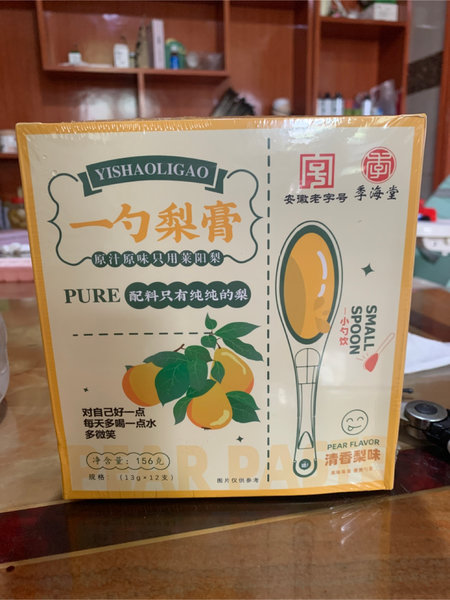 YISHAOLIGAO
一勺梨膏
原汁原味只用莱阳梨
PURE 配料只有纯纯的梨
对自己好一点
每天多喝一点水
多微笑
净含量：156克
规格：（13g*12支）
安徽老字号
季海堂
SMALL
SPOON
一小勺饮
PEAR FLAVOR
清香梨味
图片仅供参考